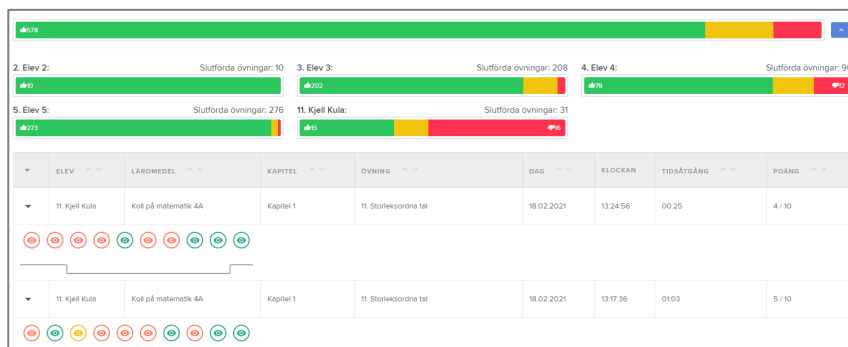 578
2. Elev 2: Slutförda övningar: 10
3. Elev 3: Slutförda övningar: 208
4. Elev 4: Slutförda övningar:
10
202
78 12
5. Elev 5: Slutförda övningar: 276
11. Kjell Kula: Slutförda övningar: 31
273
15 16
ELEV LÄROMEDEL KAPITEL ÖVNING DAG KLOCKAN TIDSÅTGÅNG POÄNG
11. Kjell Kula Koll på matematik 4A Kapitel 1 11. Storleksordna tal 18.02.2021 13:24:56 00:25 4 / 10
11. Kjell Kula Koll på matematik 4A Kapitel 1 11. Storleksordna tal 18.02.2021 13:17:36 01:03 5 / 10